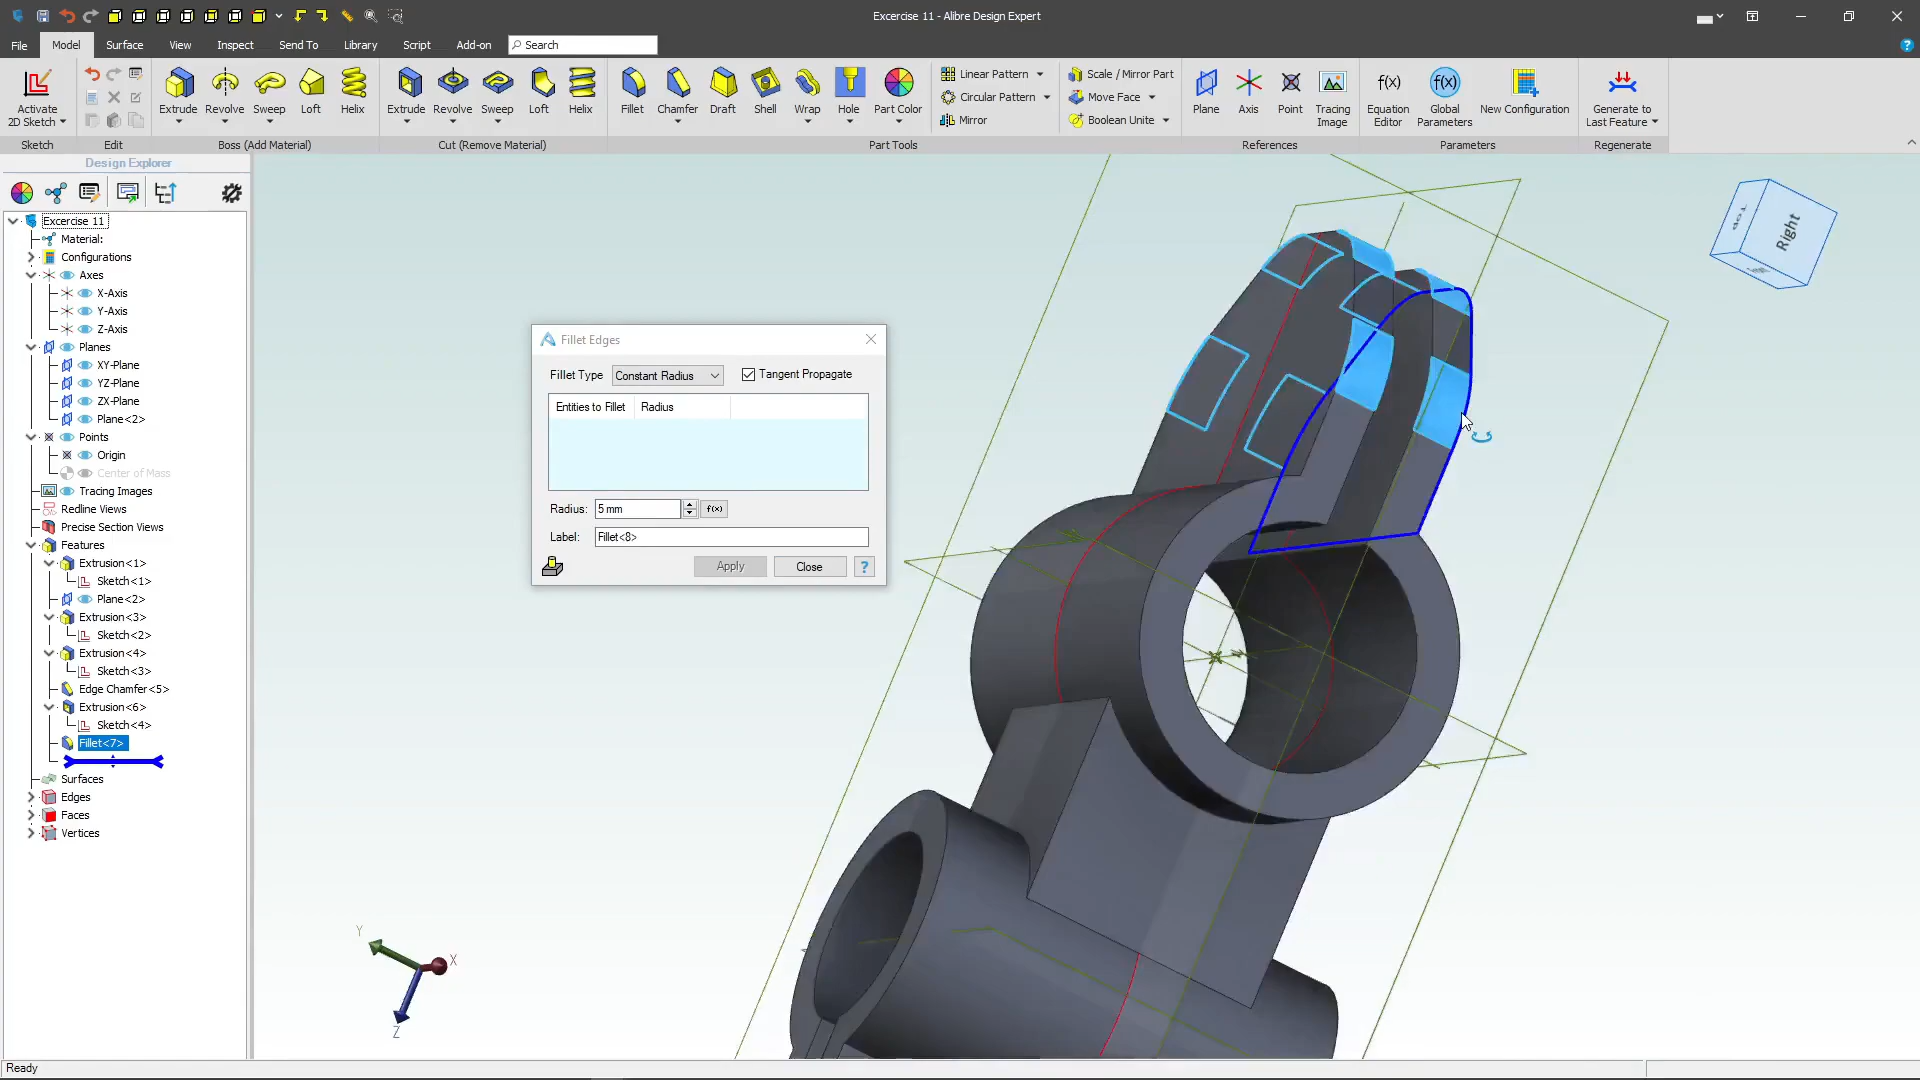 Excercise 11 - Alibre Design Expert
File Model Surface View Inspect Send To Library Script Add-on Search
Extrude Revolve Sweep Loft Helix Extrude Revolve Sweep Loft Helix Fillet Chamfer Draft Shell Wrap Hole Part Color
Activate
2D Sketch
Linear Pattern
Circular Pattern
Mirror
Scale / Mirror Part
Move Face
Boolean Unite
Plane Axis Point
Tracing
Image
f(x)
Equation
Editor
f(x)
Global
Parameters
New Configuration
Generate to
Last Feature
Sketch Edit Boss (Add Material) Cut (Remove Material) Part Tools References Parameters Regenerate
Design Explorer
Excercise 11
Material:
Configurations
Axes
X-Axis
Y-Axis
Z-Axis
Planes
XY-Plane
YZ-Plane
ZX-Plane
Plane<2>
Points
Origin
Center of Mass
Tracing Images
Redline Views
Precise Section Views
Features
Extrusion<1>
Sketch<1>
Plane<2>
Extrusion<3>
Sketch<2>
Extrusion<4>
Sketch<3>
Edge Chamfer<5>
Extrusion<6>
Sketch<4>
Fillet<7>
Surfaces
Edges
Faces
Vertices
Fillet Edges
Fillet Type Constant Radius Tangent Propagate
Entities to Fillet Radius
Radius: 5 mm f(x)
Label: Fillet<8>
Apply Close ?
Top
Right
Y
X
Z
Ready